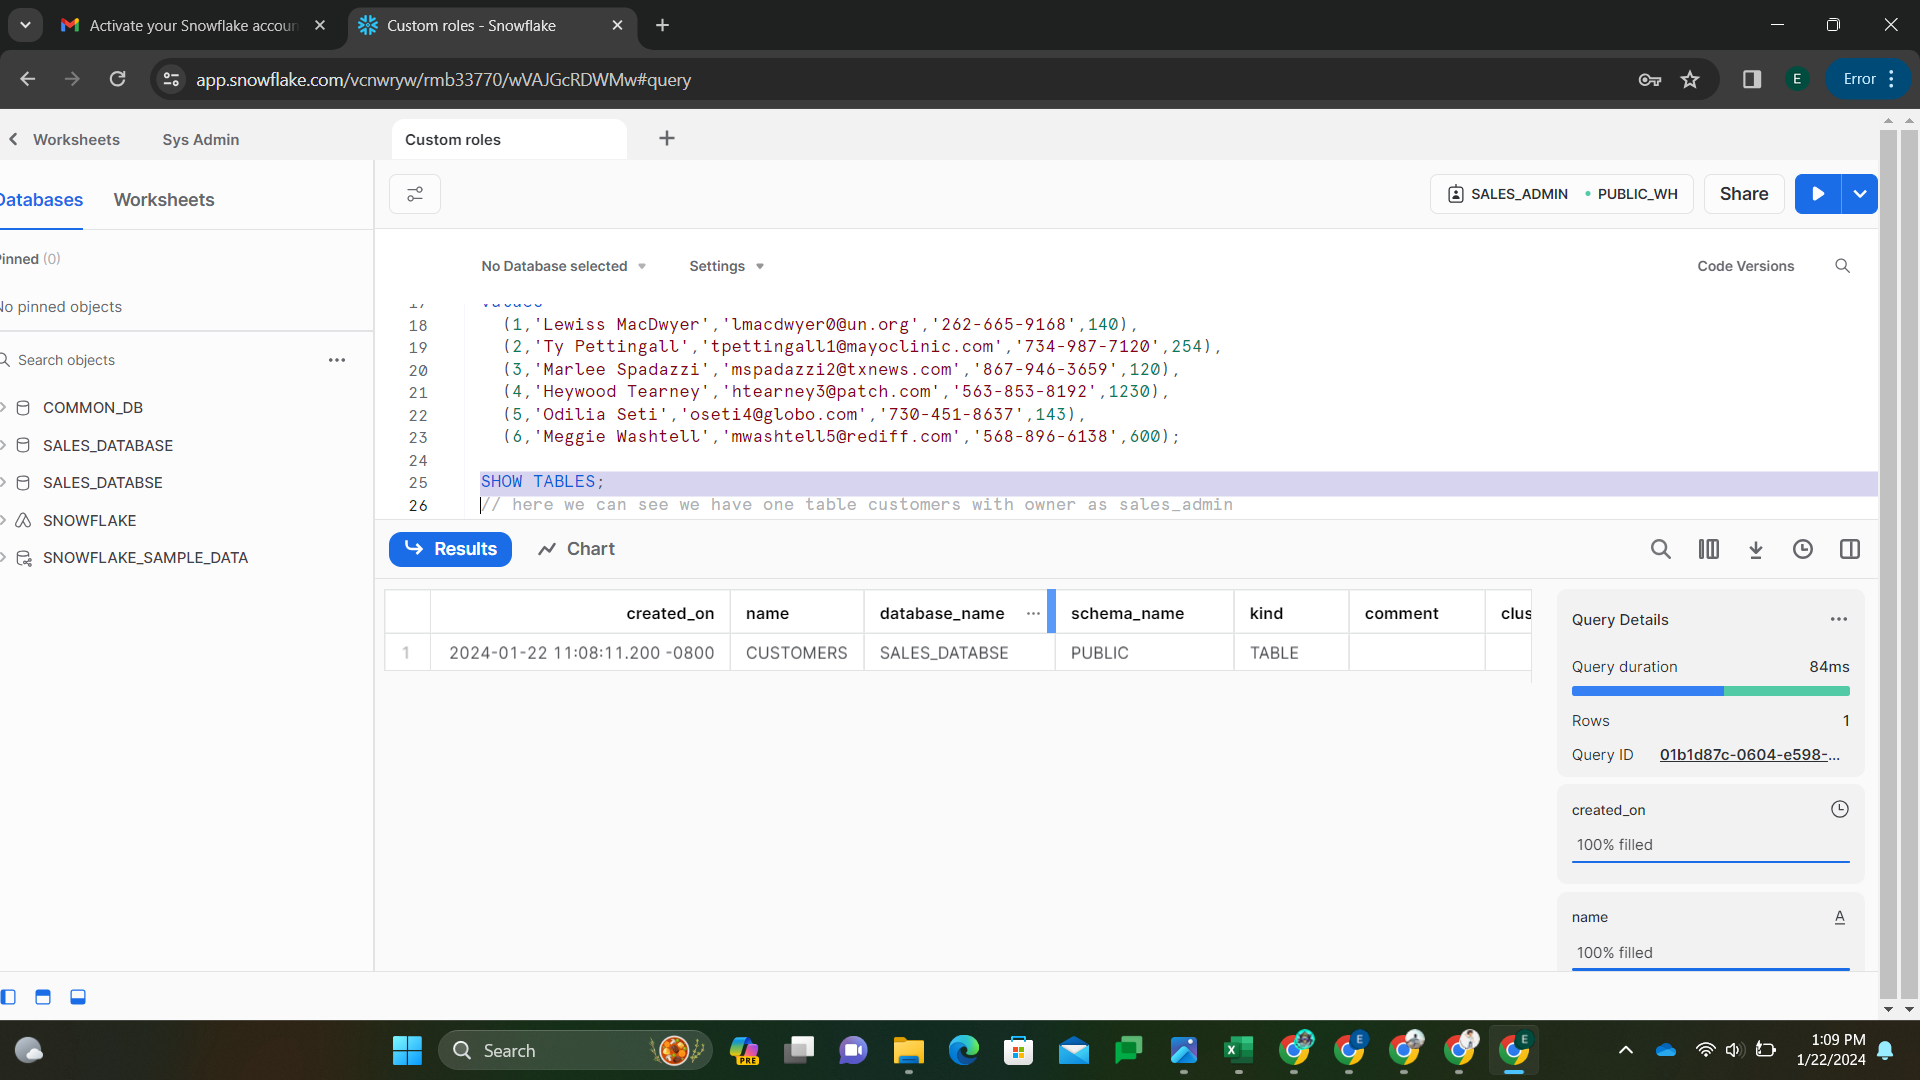 Activate your Snowflake accoun
Custom roles - Snowflake
app.snowflake.com/vcnwryw/rmb33770/wVAJGcRDWMw#query
E
Error
Worksheets
Sys Admin
Custom roles
Databases
Worksheets
SALES_ADMIN
PUBLIC_WH
Share
Pinned (0)
No pinned objects
No Database selected
Settings
Code Versions
17
values
18 (1,'Lewiss MacDwyer','lmacdwyer0@un.org','262-665-9168',140),
19 (2,'Ty Pettingall','tpettingall1@mayoclinic.com','734-987-7120',254),
20 (3,'Marlee Spadazzi','mspadazzi2@txnews.com','867-946-3659',120),
21 (4,'Heywood Tearney','htearney3@patch.com','563-853-8192',1230),
22 (5,'Odilia Seti','oseti4@globo.com','730-451-8637',143),
23 (6,'Meggie Washtell','mwashtell5@rediff.com','568-896-6138',600);
24
25 SHOW TABLES;
26 // here we can see we have one table customers with owner as sales_admin
Search objects
COMMON_DB
SALES_DATABASE
SALES_DATABSE
SNOWFLAKE
SNOWFLAKE_SAMPLE_DATA
Results
Chart
created_on name database_name ... schema_name kind comment clus
1 2024-01-22 11:08:11.200 -0800 CUSTOMERS SALES_DATABSE PUBLIC TABLE
Query Details
Query duration 84ms
Rows 1
Query ID 01b1d87c-0604-e598-...
created_on
100% filled
name A
100% filled
Search
PRE
E
E
1:09 PM
1/22/2024